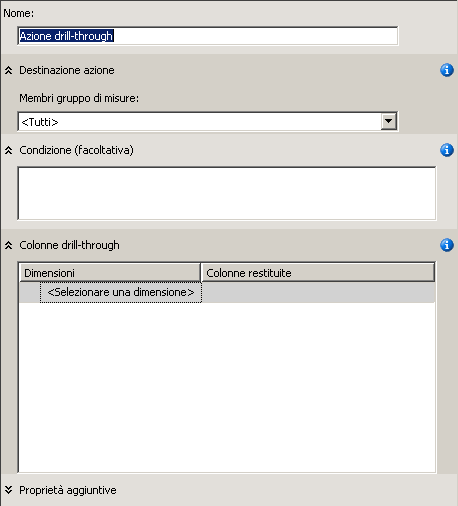 Nome:
Azione drill-through
Destinazione azione
Membri gruppo di misure:
<Tutti>
Condizione (facoltativa)
Colonne drill-through
Dimensioni Colonne restituite
<Selezionare una dimensione>
Proprietà aggiuntive